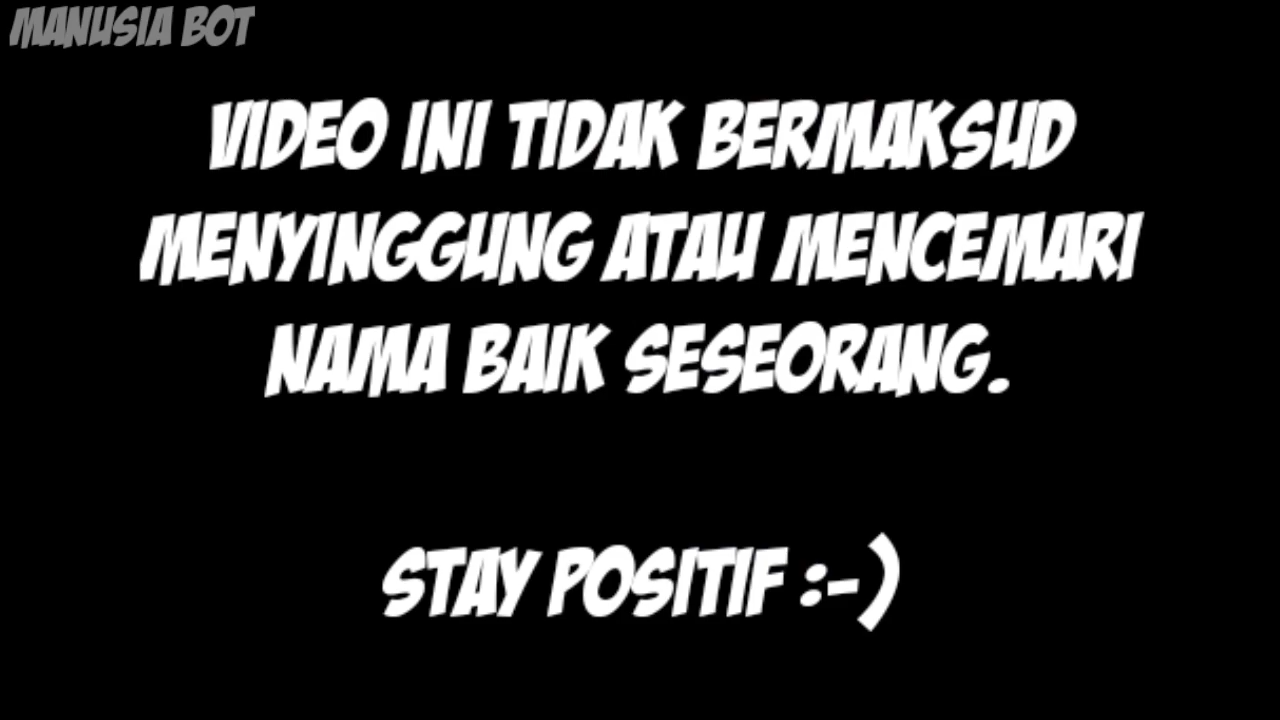 MANUSIA BOT
VIDEO INI TIDAK BERMAKSUD
MENYINGGUNG ATAU MENCEMARI
NAMA BAIK SESEORANG.
STAY POSITIF :-)